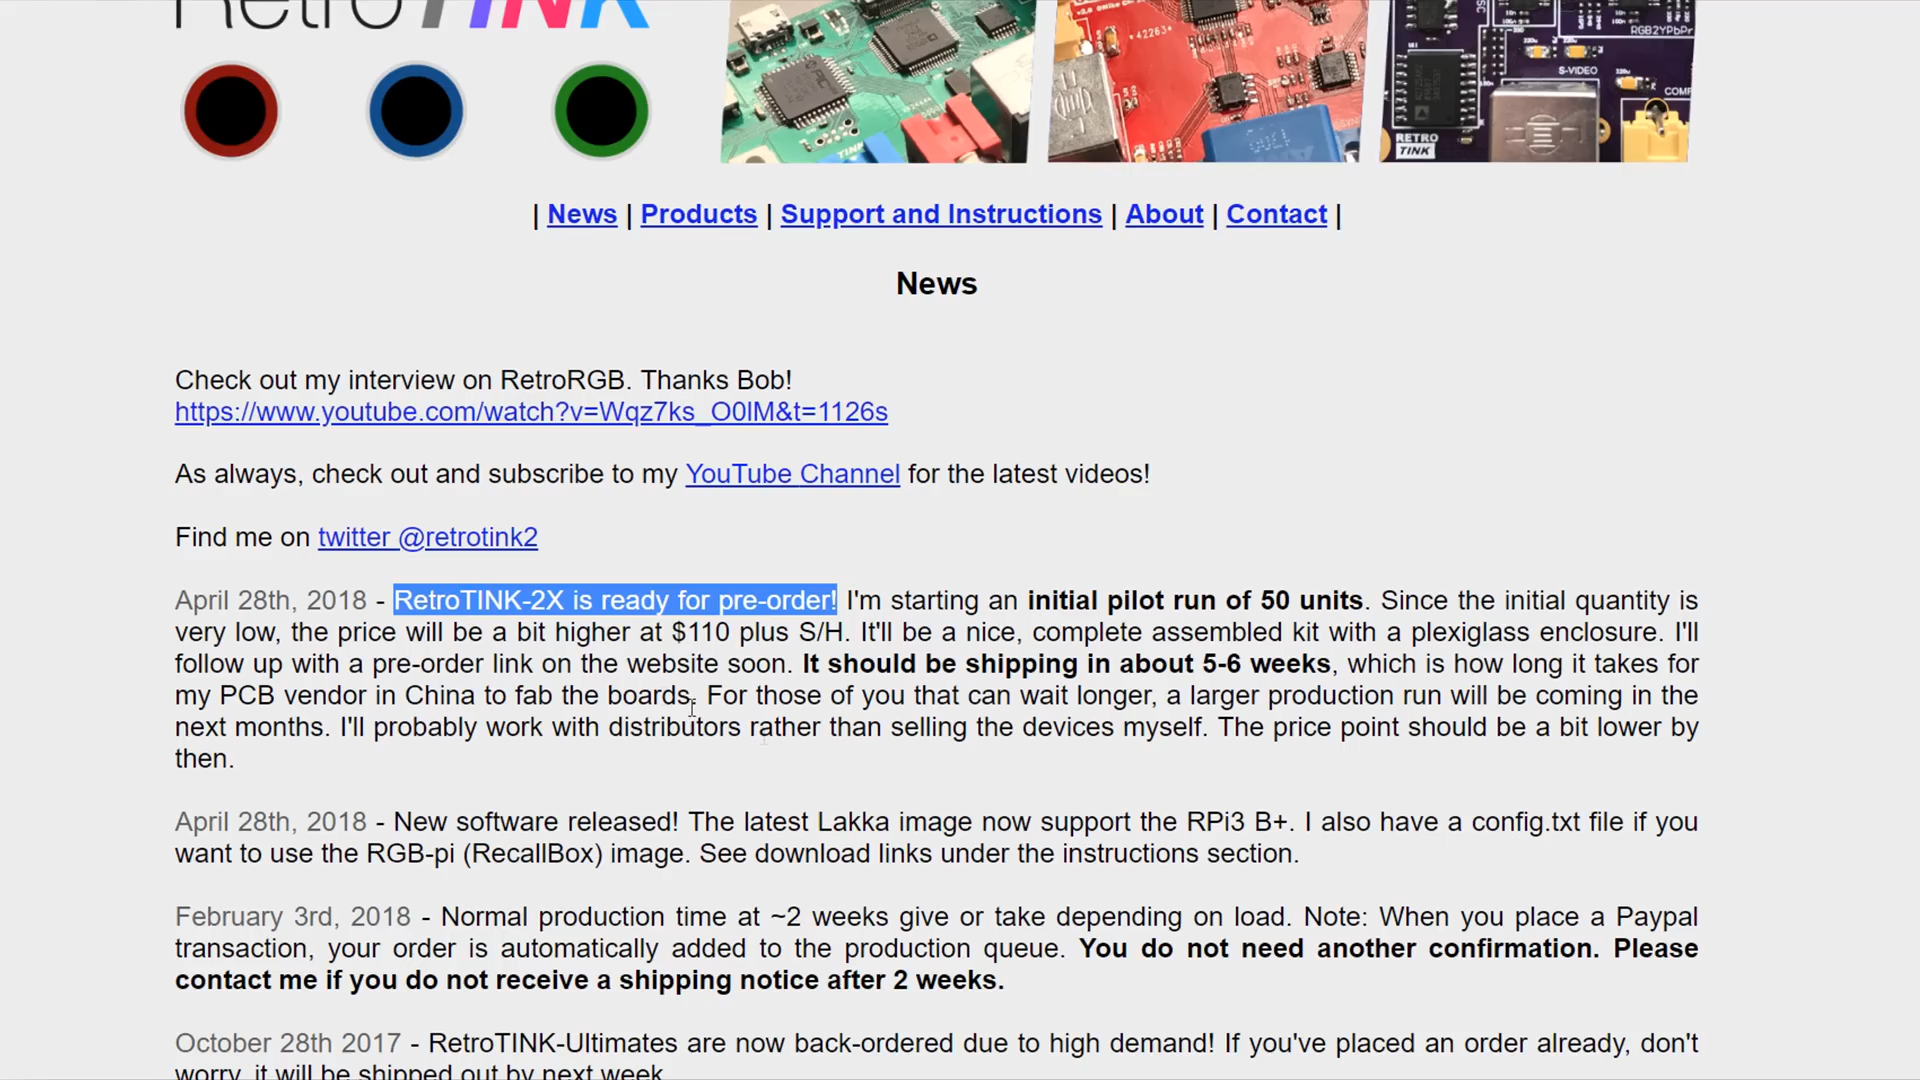 RetroTINK
| News | Products | Support and Instructions | About | Contact |
News
Check out my interview on RetroRGB. Thanks Bob!
https://www.youtube.com/watch?v=Wqz7ks_O0lM&t=1126s
As always, check out and subscribe to my YouTube Channel for the latest videos!
Find me on twitter @retrotink2
April 28th, 2018 - RetroTINK-2X is ready for pre-order! I'm starting an initial pilot run of 50 units. Since the initial quantity is
very low, the price will be a bit higher at $110 plus S/H. It'll be a nice, complete assembled kit with a plexiglass enclosure. I'll
follow up with a pre-order link on the website soon. It should be shipping in about 5-6 weeks, which is how long it takes for
my PCB vendor in China to fab the boards. For those of you that can wait longer, a larger production run will be coming in the
next months. I'll probably work with distributors rather than selling the devices myself. The price point should be a bit lower by
then.
April 28th, 2018 - New software released! The latest Lakka image now support the RPi3 B+. I also have a config.txt file if you
want to use the RGB-pi (RecallBox) image. See download links under the instructions section.
February 3rd, 2018 - Normal production time at ~2 weeks give or take depending on load. Note: When you place a Paypal
transaction, your order is automatically added to the production queue. You do not need another confirmation. Please
contact me if you do not receive a shipping notice after 2 weeks.
October 28th 2017 - RetroTINK-Ultimates are now back-ordered due to high demand! If you've placed an order already, don't
worry, it will be shipped out by next week.
TINK
42263
RGB2YPbPr
S-VIDEO
COMP
RETRO
TINK